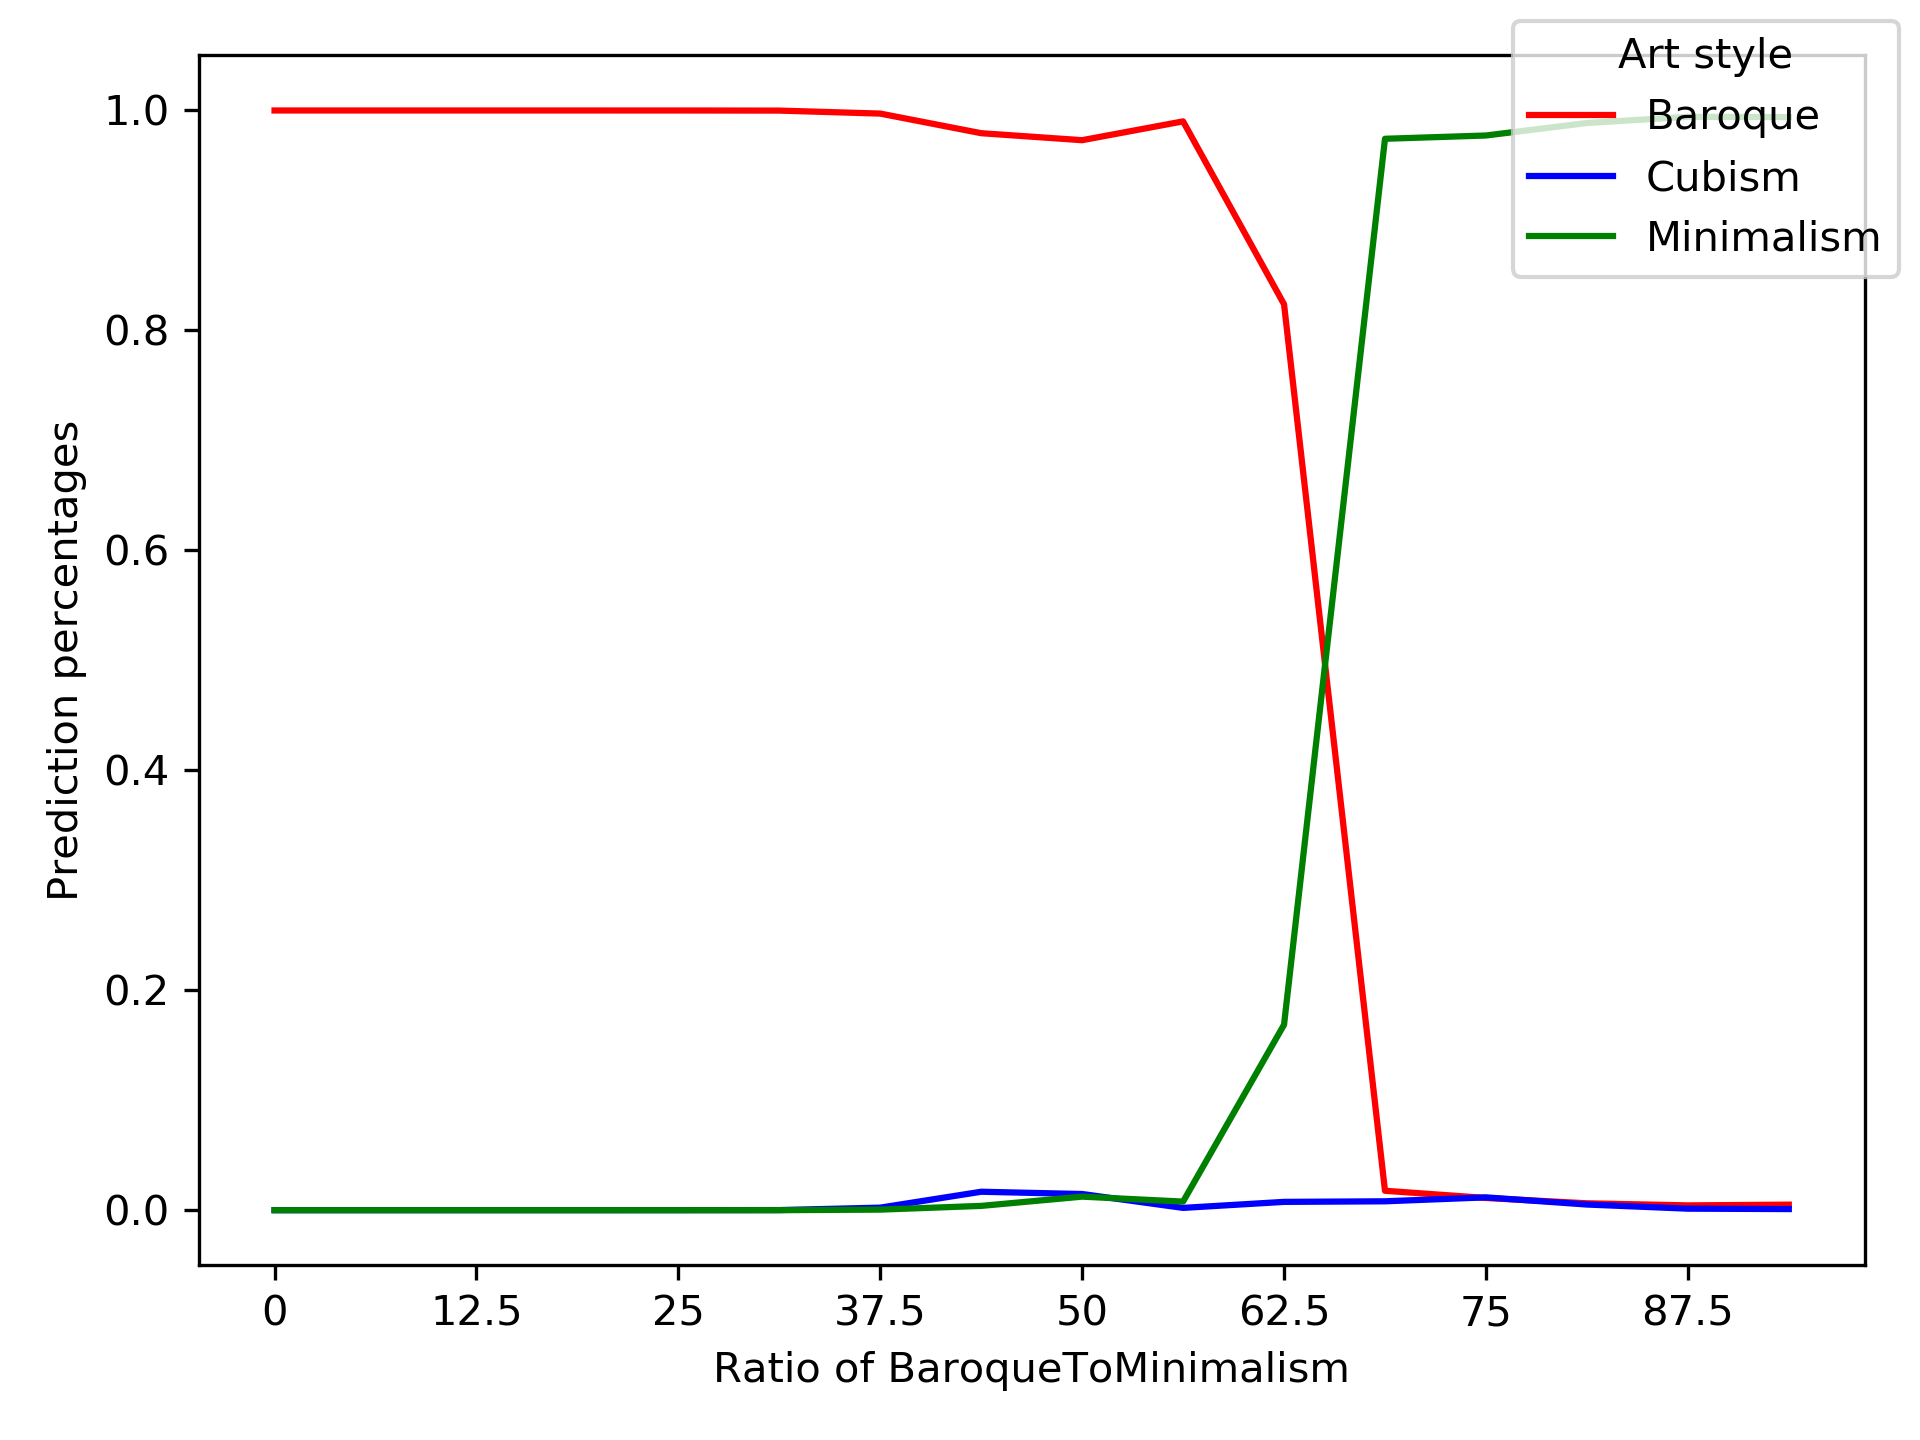 Art style
Baroque
Cubism
Minimalism
1.0
0.8
0.6
0.4
0.2
0.0
Prediction percentages
0 12.5 25 37.5 50 62.5 75 87.5
Ratio of BaroqueToMinimalism